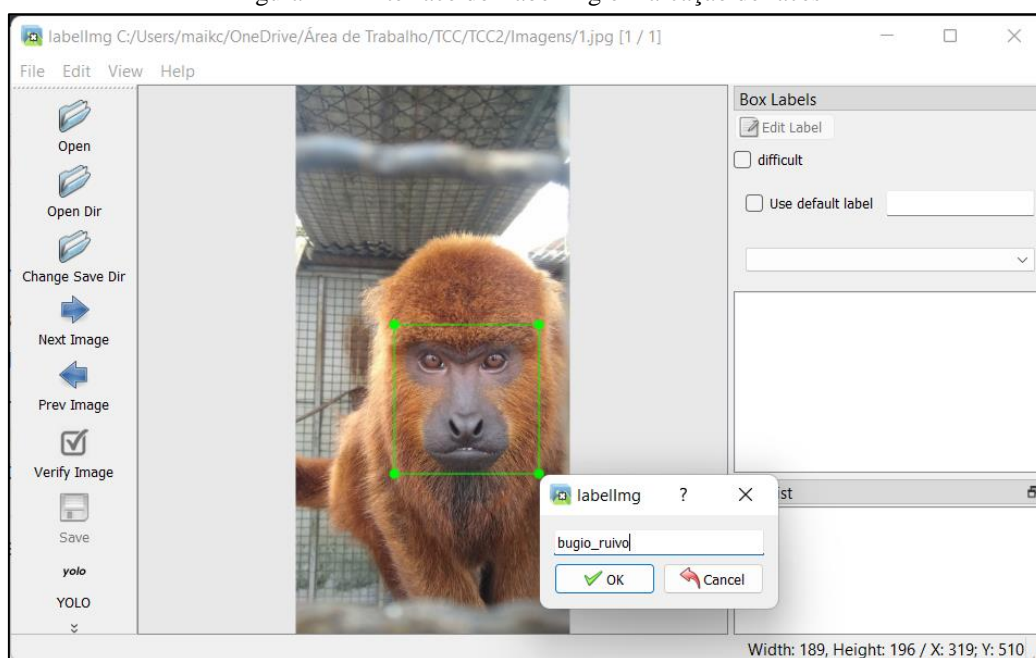 labelImg C:/Users/maikc/OneDrive/Área de Trabalho/TCC/TCC2/Imagens/1.jpg [1 / 1]
File Edit View Help
Open
Open Dir
Change Save Dir
Next Image
Prev Image
Verify Image
Save
yolo
YOLO
Box Labels
Edit Label
difficult
Use default label
labelImg ?
bugio_ruivo
OK Cancel
Width: 189, Height: 196 / X: 319; Y: 510